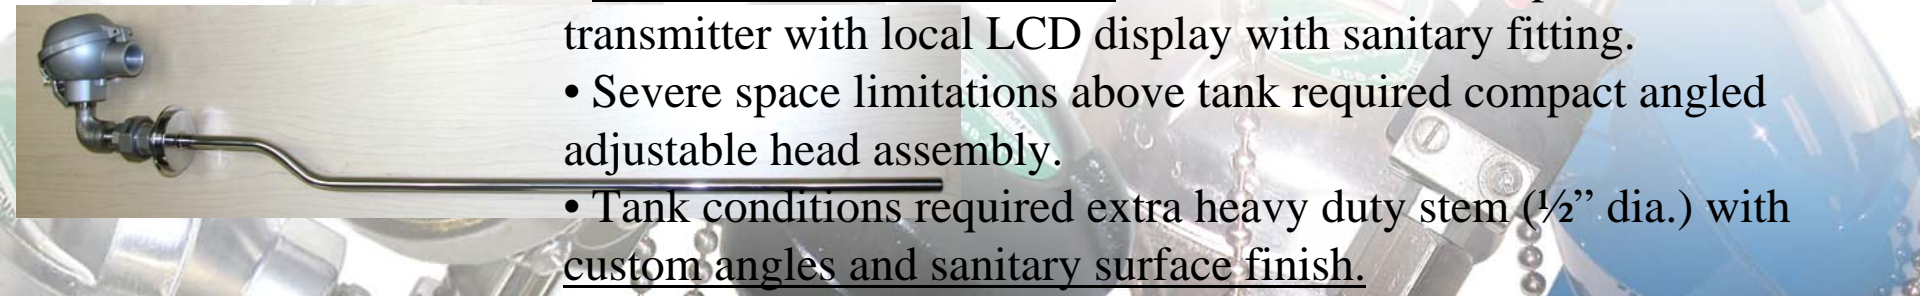 transmitter with local LCD display with sanitary fitting.
• Severe space limitations above tank required compact angled
adjustable head assembly.
• Tank conditions required extra heavy duty stem (½” dia.) with
custom angles and sanitary surface finish.